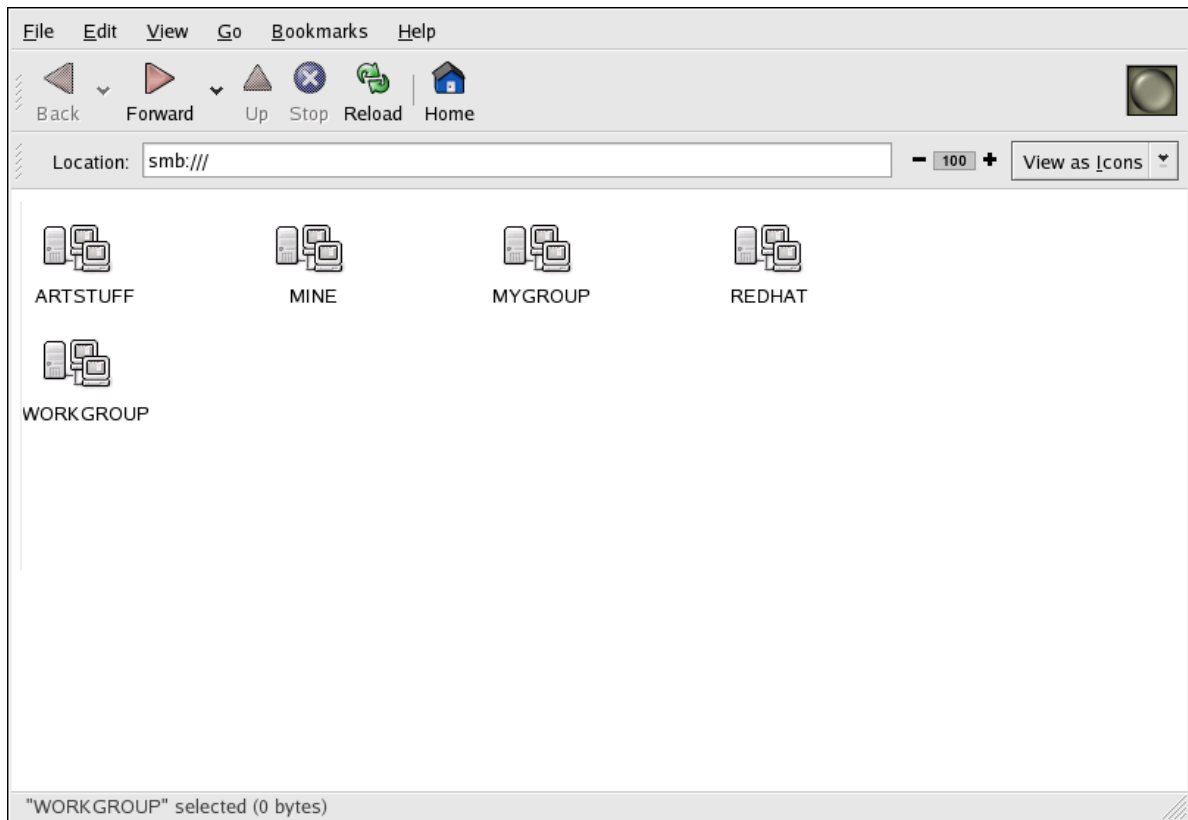 File Edit View Go Bookmarks Help
Back Forward Up Stop Reload Home
Location: smb:/// 100 View as Icons
ARTSTUFF MINE MYGROUP REDHAT
WORKGROUP
"WORKGROUP" selected (0 bytes)